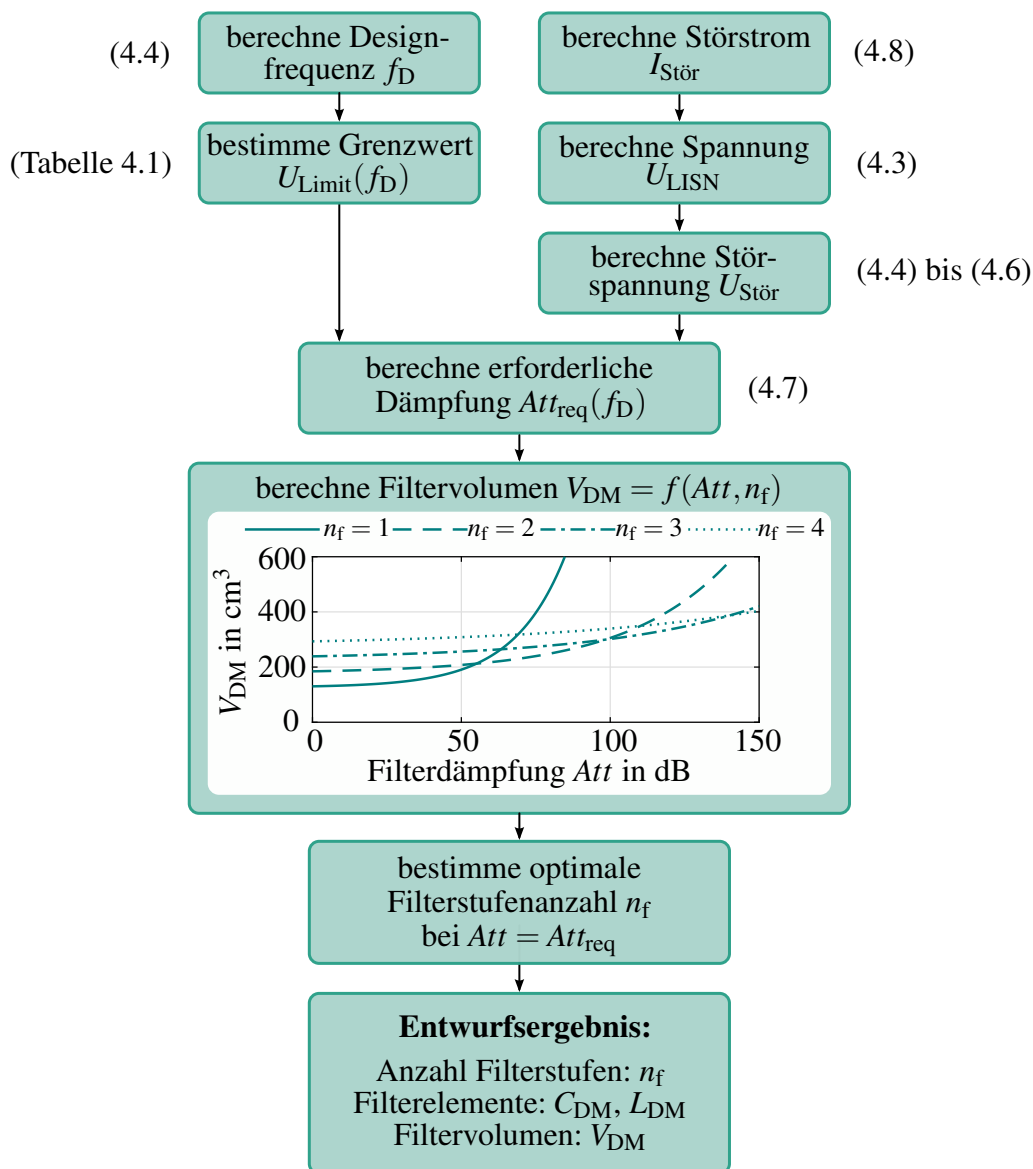 (4.4)
berechne Design-
frequenz f_D
berechne Störstrom
I_Stör
(4.8)
(Tabelle 4.1)
bestimme Grenzwert
U_Limit(f_D)
berechne Spannung
U_LISN
(4.3)
berechne Stör-
spannung U_Stör
(4.4) bis (4.6)
berechne erforderliche
Dämpfung Att_req(f_D)
(4.7)
berechne Filtervolumen V_DM = f(Att, n_f)
n_f = 1 n_f = 2 n_f = 3 n_f = 4
V_DM in cm³
600
400
200
0
0 50 100 150
Filterdämpfung Att in dB
bestimme optimale
Filterstufenanzahl n_f
bei Att = Att_req
Entwurfsergebnis:
Anzahl Filterstufen: n_f
Filterelemente: C_DM, L_DM
Filtervolumen: V_DM